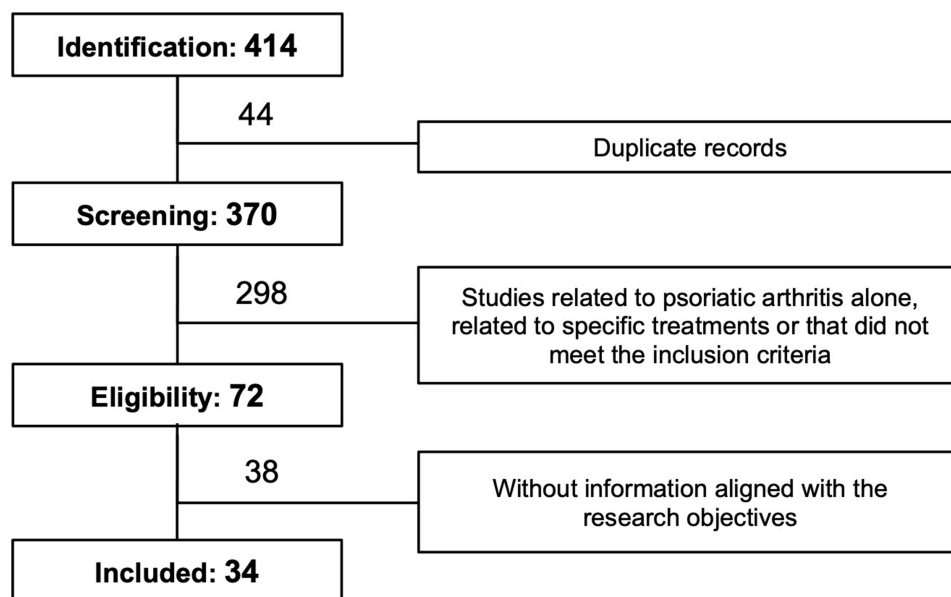 Identification: 414
44
Duplicate records
Screening: 370
298
Studies related to psoriatic arthritis alone,
related to specific treatments or that did not
meet the inclusion criteria
Eligibility: 72
38
Without information aligned with the
research objectives
Included: 34